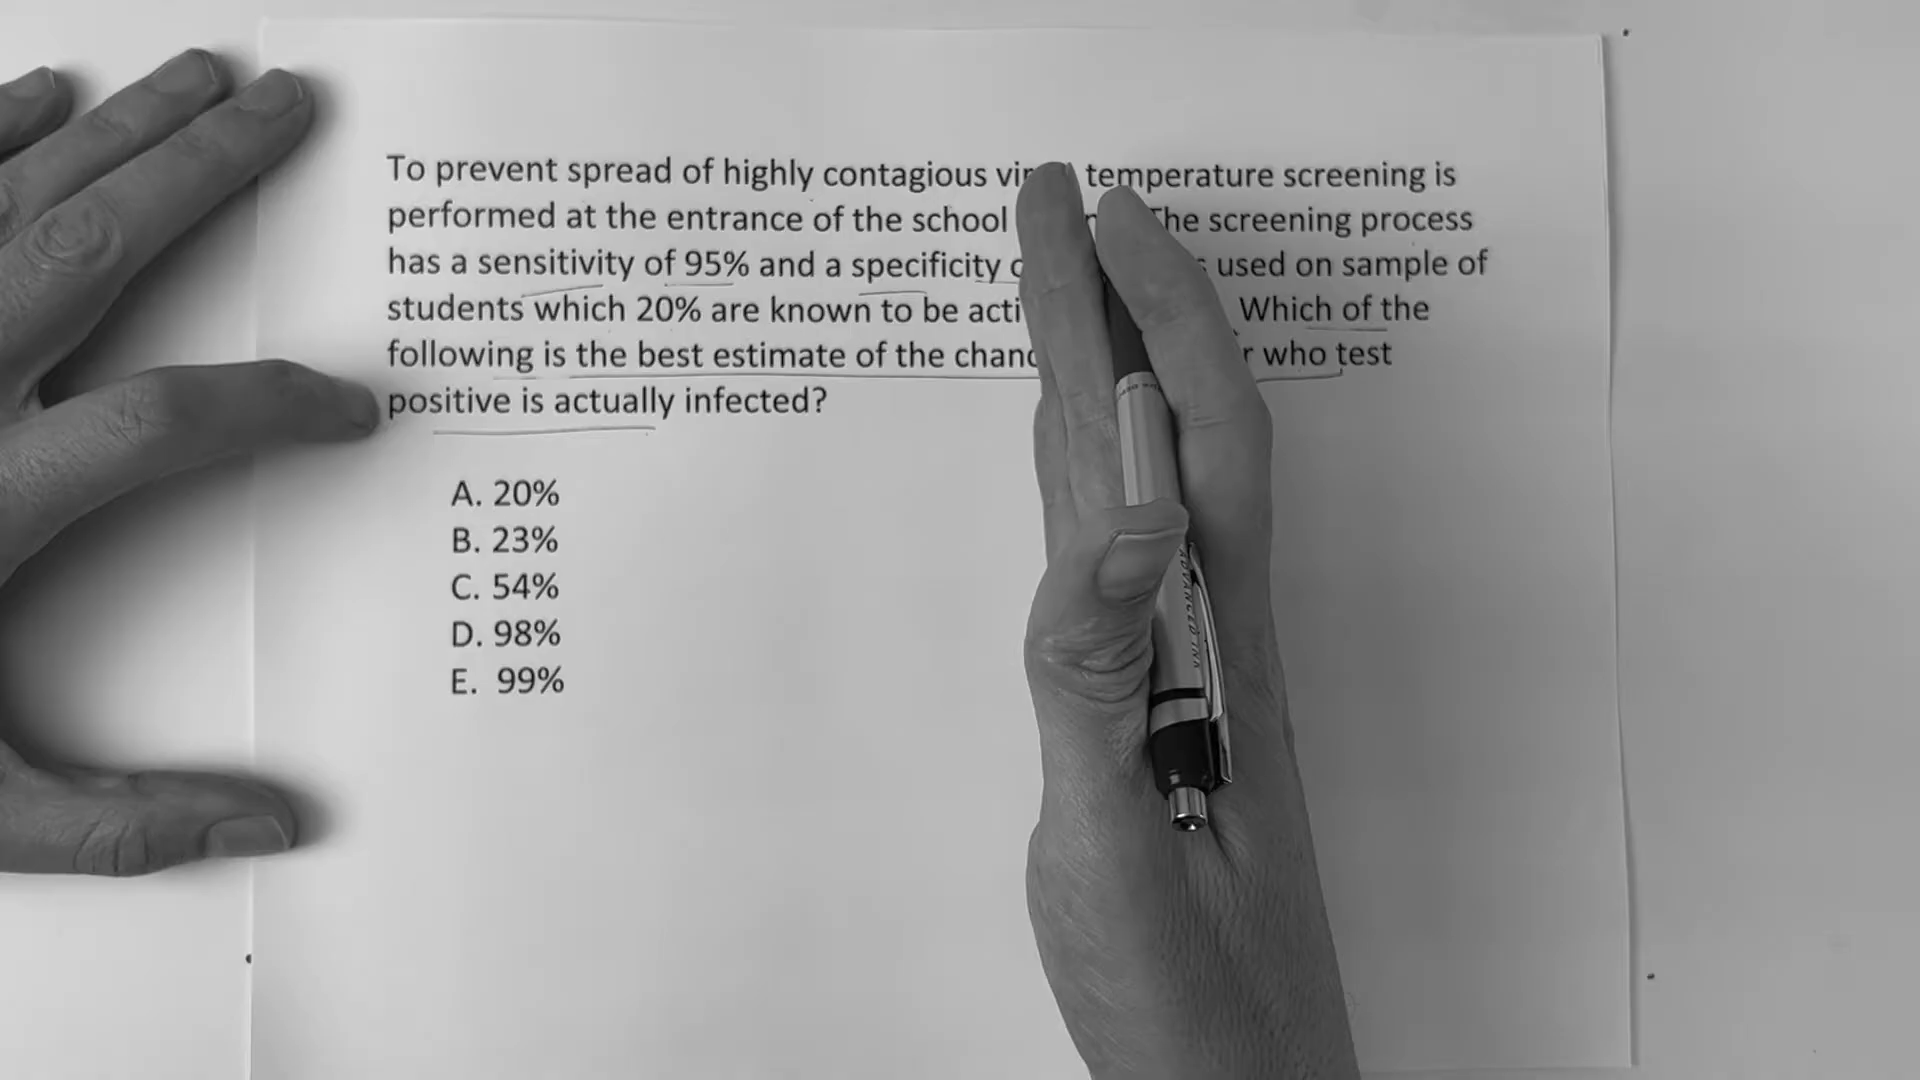 To prevent spread of highly contagious temperature screening is
performed at the entrance of the school The screening process
has a sensitivity of 95% and a specificity used on sample of
students which 20% are known to be Which of the
following is the best estimate of the who test
positive is actually infected?
A. 20%
B. 23%
C. 54%
D. 98%
E. 99%
ADVANCED INK